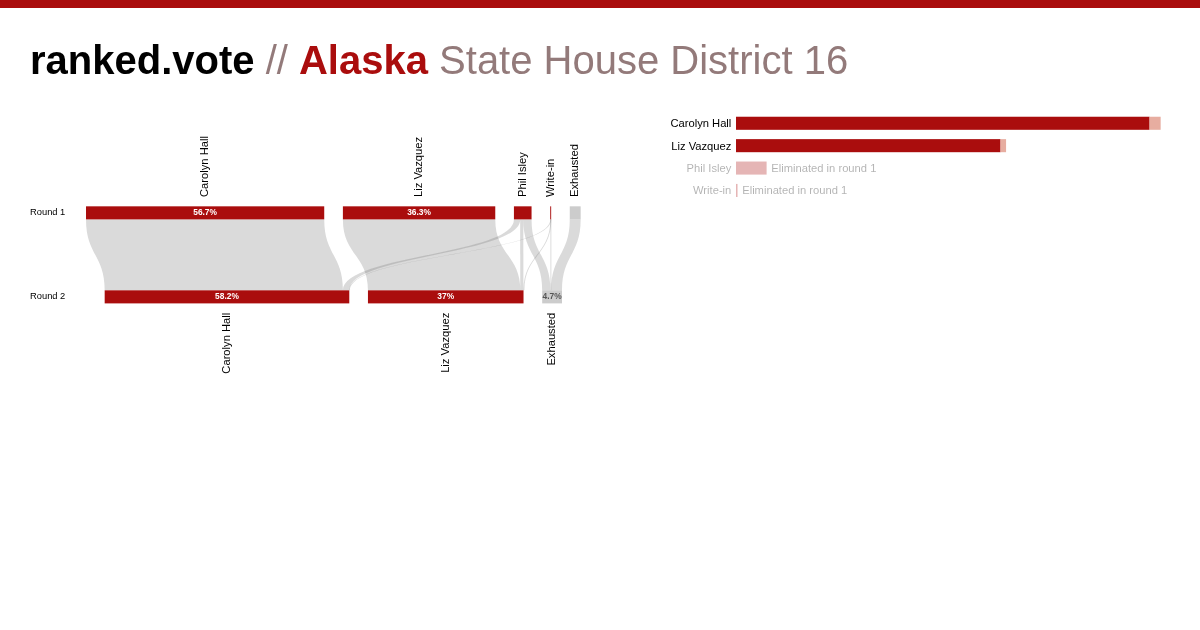 ranked.vote // Alaska State House District 16
Carolyn Hall
Liz Vazquez
Phil Isley
Write-in
Exhausted
Round 1
56.7%
36.3%
Round 2
58.2%
37%
4.7%
Carolyn Hall
Liz Vazquez
Exhausted
Carolyn Hall
Liz Vazquez
Phil Isley Eliminated in round 1
Write-in Eliminated in round 1